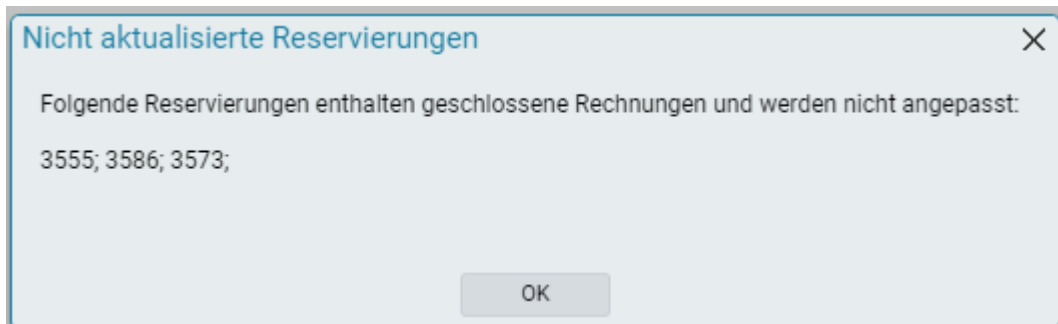 Nicht aktualisierte Reservierungen
Folgende Reservierungen enthalten geschlossene Rechnungen und werden nicht angepasst:
3555; 3586; 3573;
OK